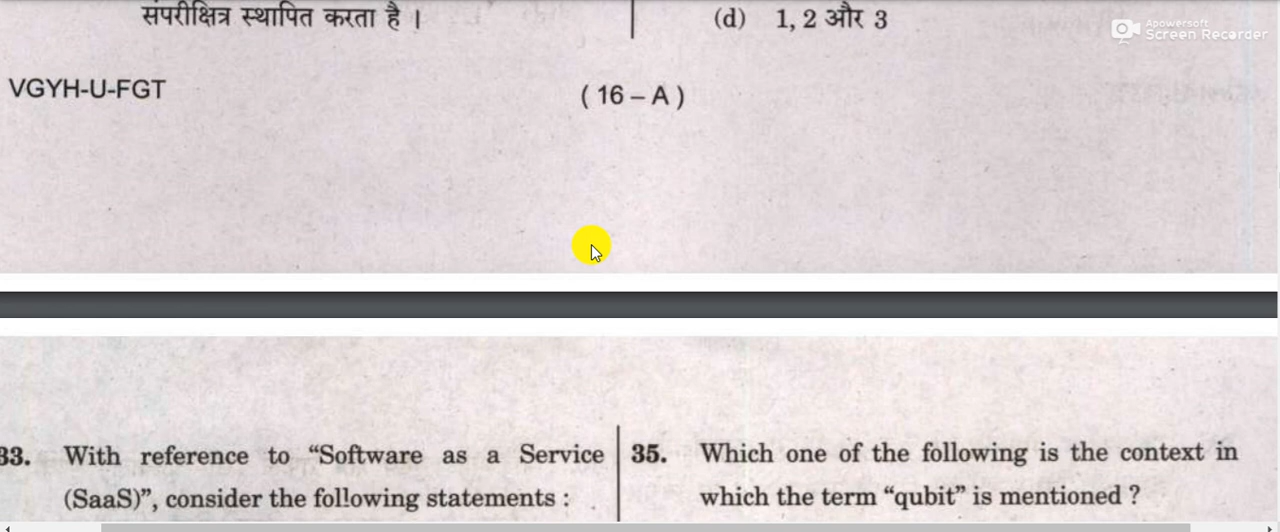 संपरीक्षित्र स्थापित करता है ।
(d) 1, 2 और 3
Apowersoft
Screen Recorder
VGYH-U-FGT
( 16 – A )
33. With reference to “Software as a Service
(SaaS)”, consider the following statements :
35. Which one of the following is the context in
which the term “qubit” is mentioned ?